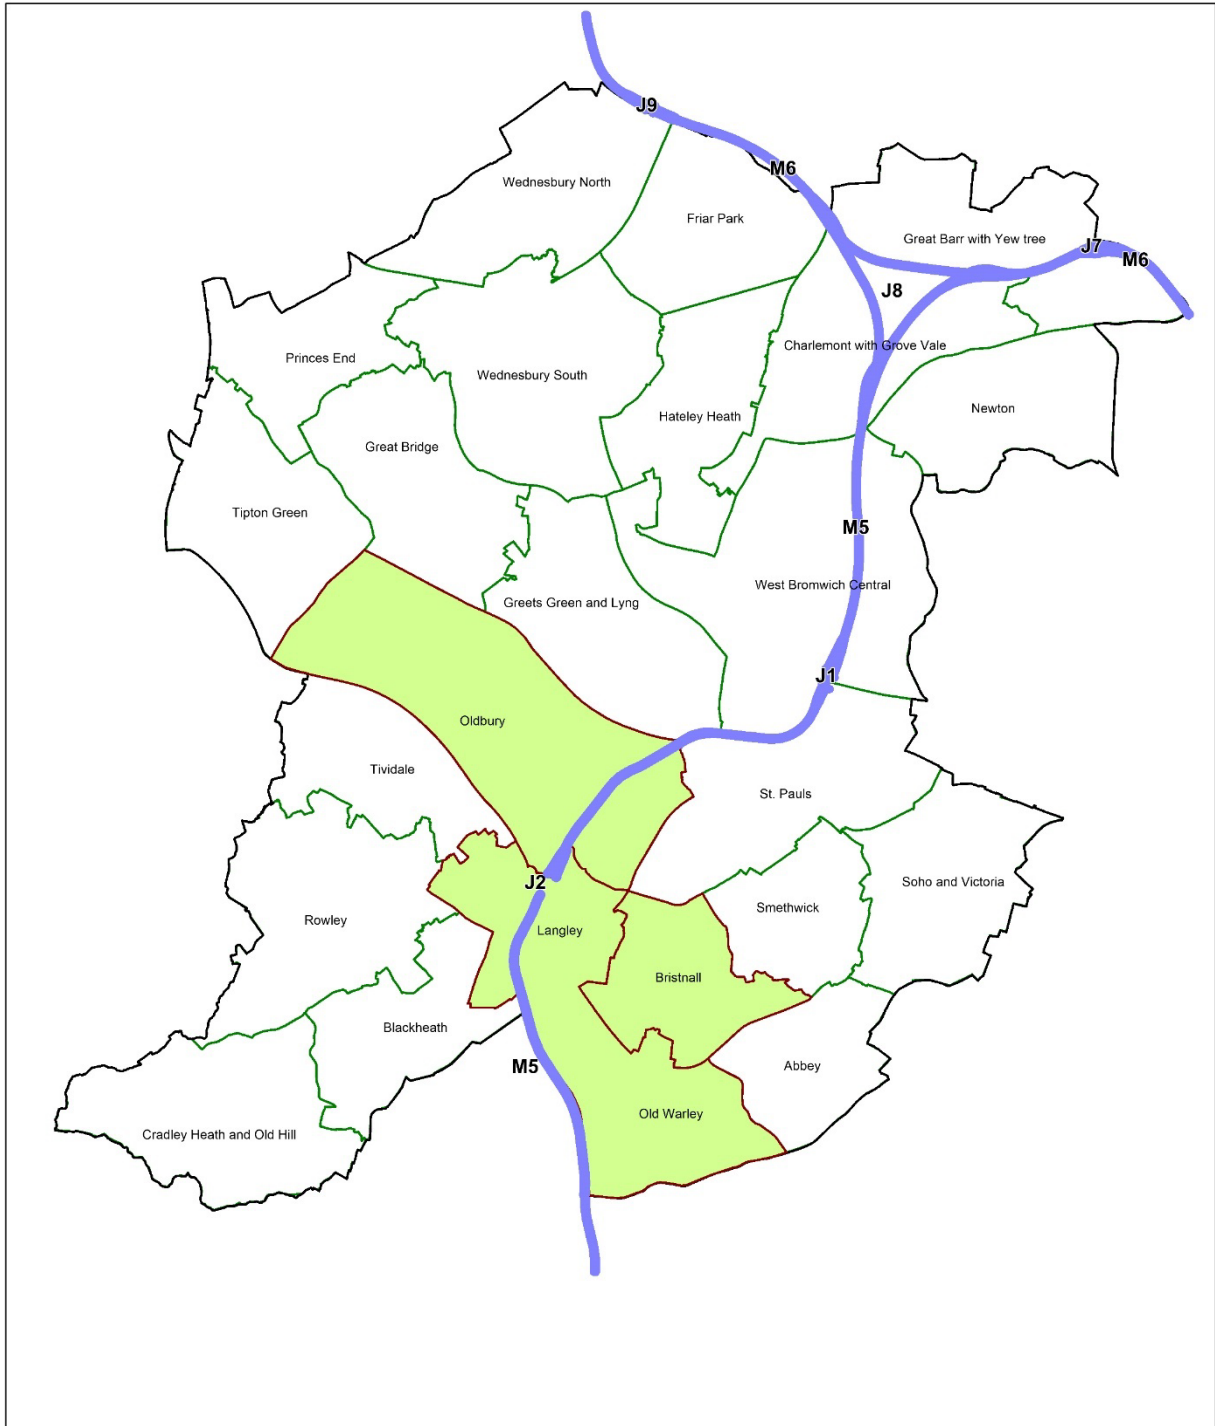 J9
M6
Wednesbury North
Friar Park
Great Barr with Yew tree
J7
M6
J8
Charlemont with Grove Vale
Princes End
Wednesbury South
Newton
Hateley Heath
Great Bridge
Tipton Green
M5
West Bromwich Central
Greets Green and Lyng
J1
Oldbury
Tividale
St. Pauls
J2
Soho and Victoria
Smethwick
Rowley
Langley
Bristnall
Blackheath
M5
Abbey
Old Warley
Cradley Heath and Old Hill